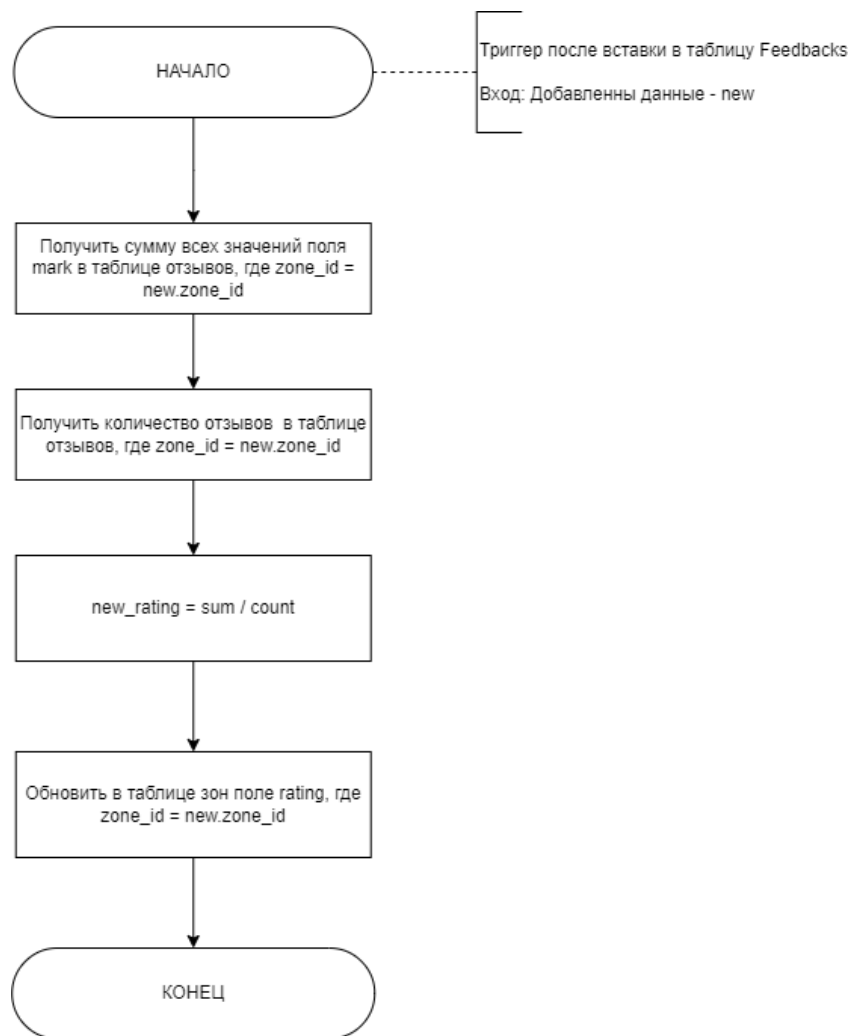 НАЧАЛО
Триггер после вставки в таблицу Feedbacks
Вход: Добавленны данные - new
Получить сумму всех значений поля
mark в таблице отзывов, где zone_id =
new.zone_id
Получить количество отзывов в таблице
отзывов, где zone_id = new.zone_id
new_rating = sum / count
Обновить в таблице зон поле rating, где
zone_id = new.zone_id
КОНЕЦ